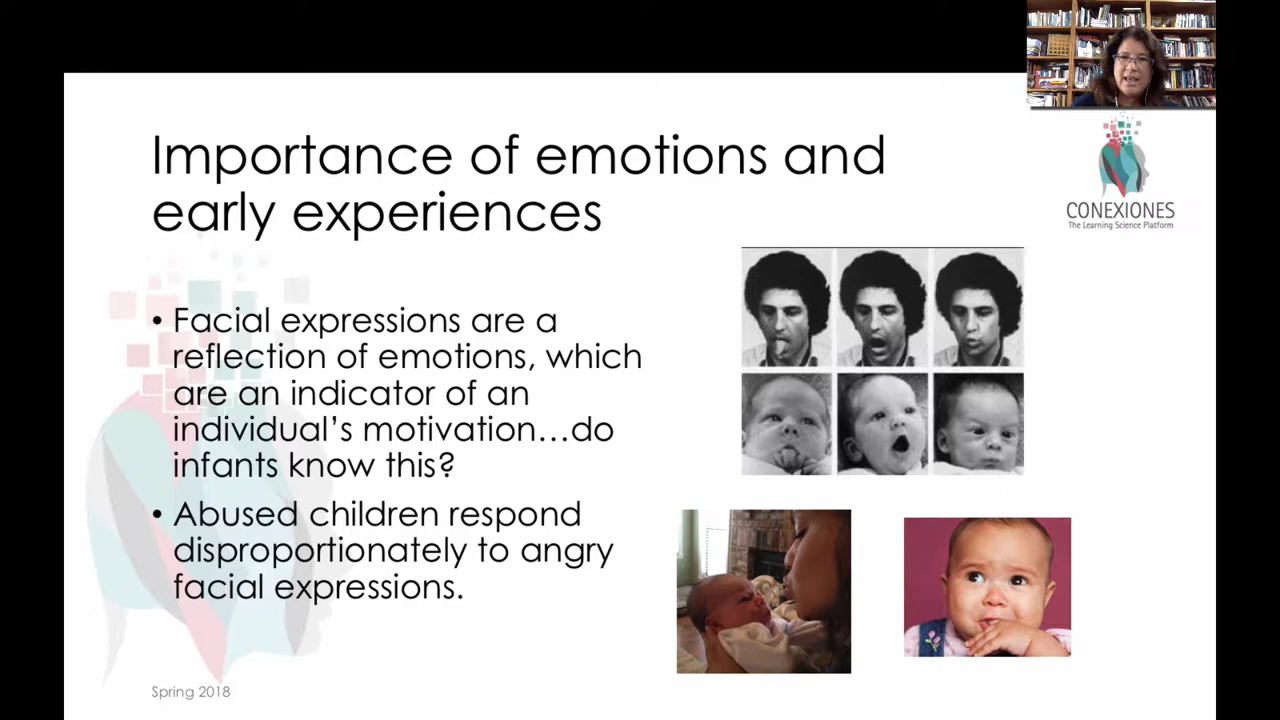 Importance of emotions and
early experiences
• Facial expressions are a
reflection of emotions, which
are an indicator of an
individual's motivation…do
infants know this?
• Abused children respond
disproportionately to angry
facial expressions.
Spring 2018
CONEXIONES
The Learning Science Platform